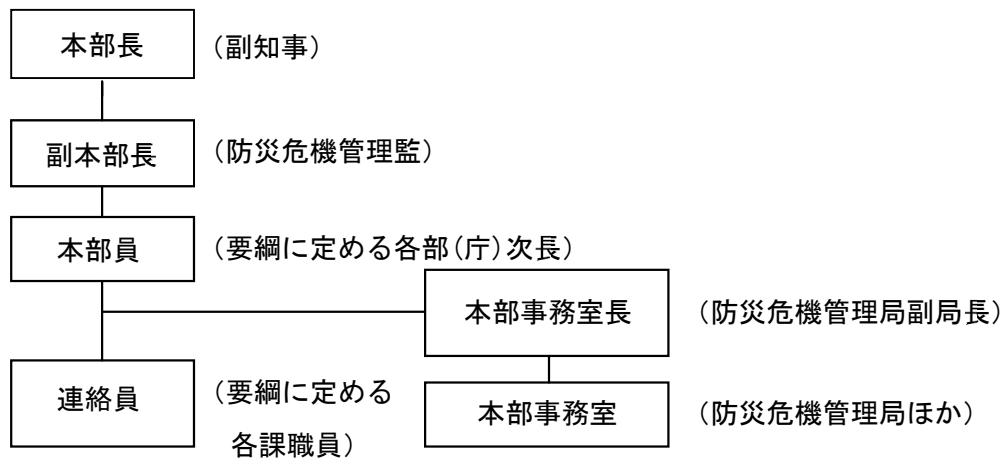 本部長 （副知事）
副本部長 （防災危機管理監）
本部員 （要綱に定める各部（庁）次長）
本部事務室長 （防災危機管理局副局長）
連絡員 （要綱に定める
各課職員）
本部事務室 （防災危機管理局ほか）